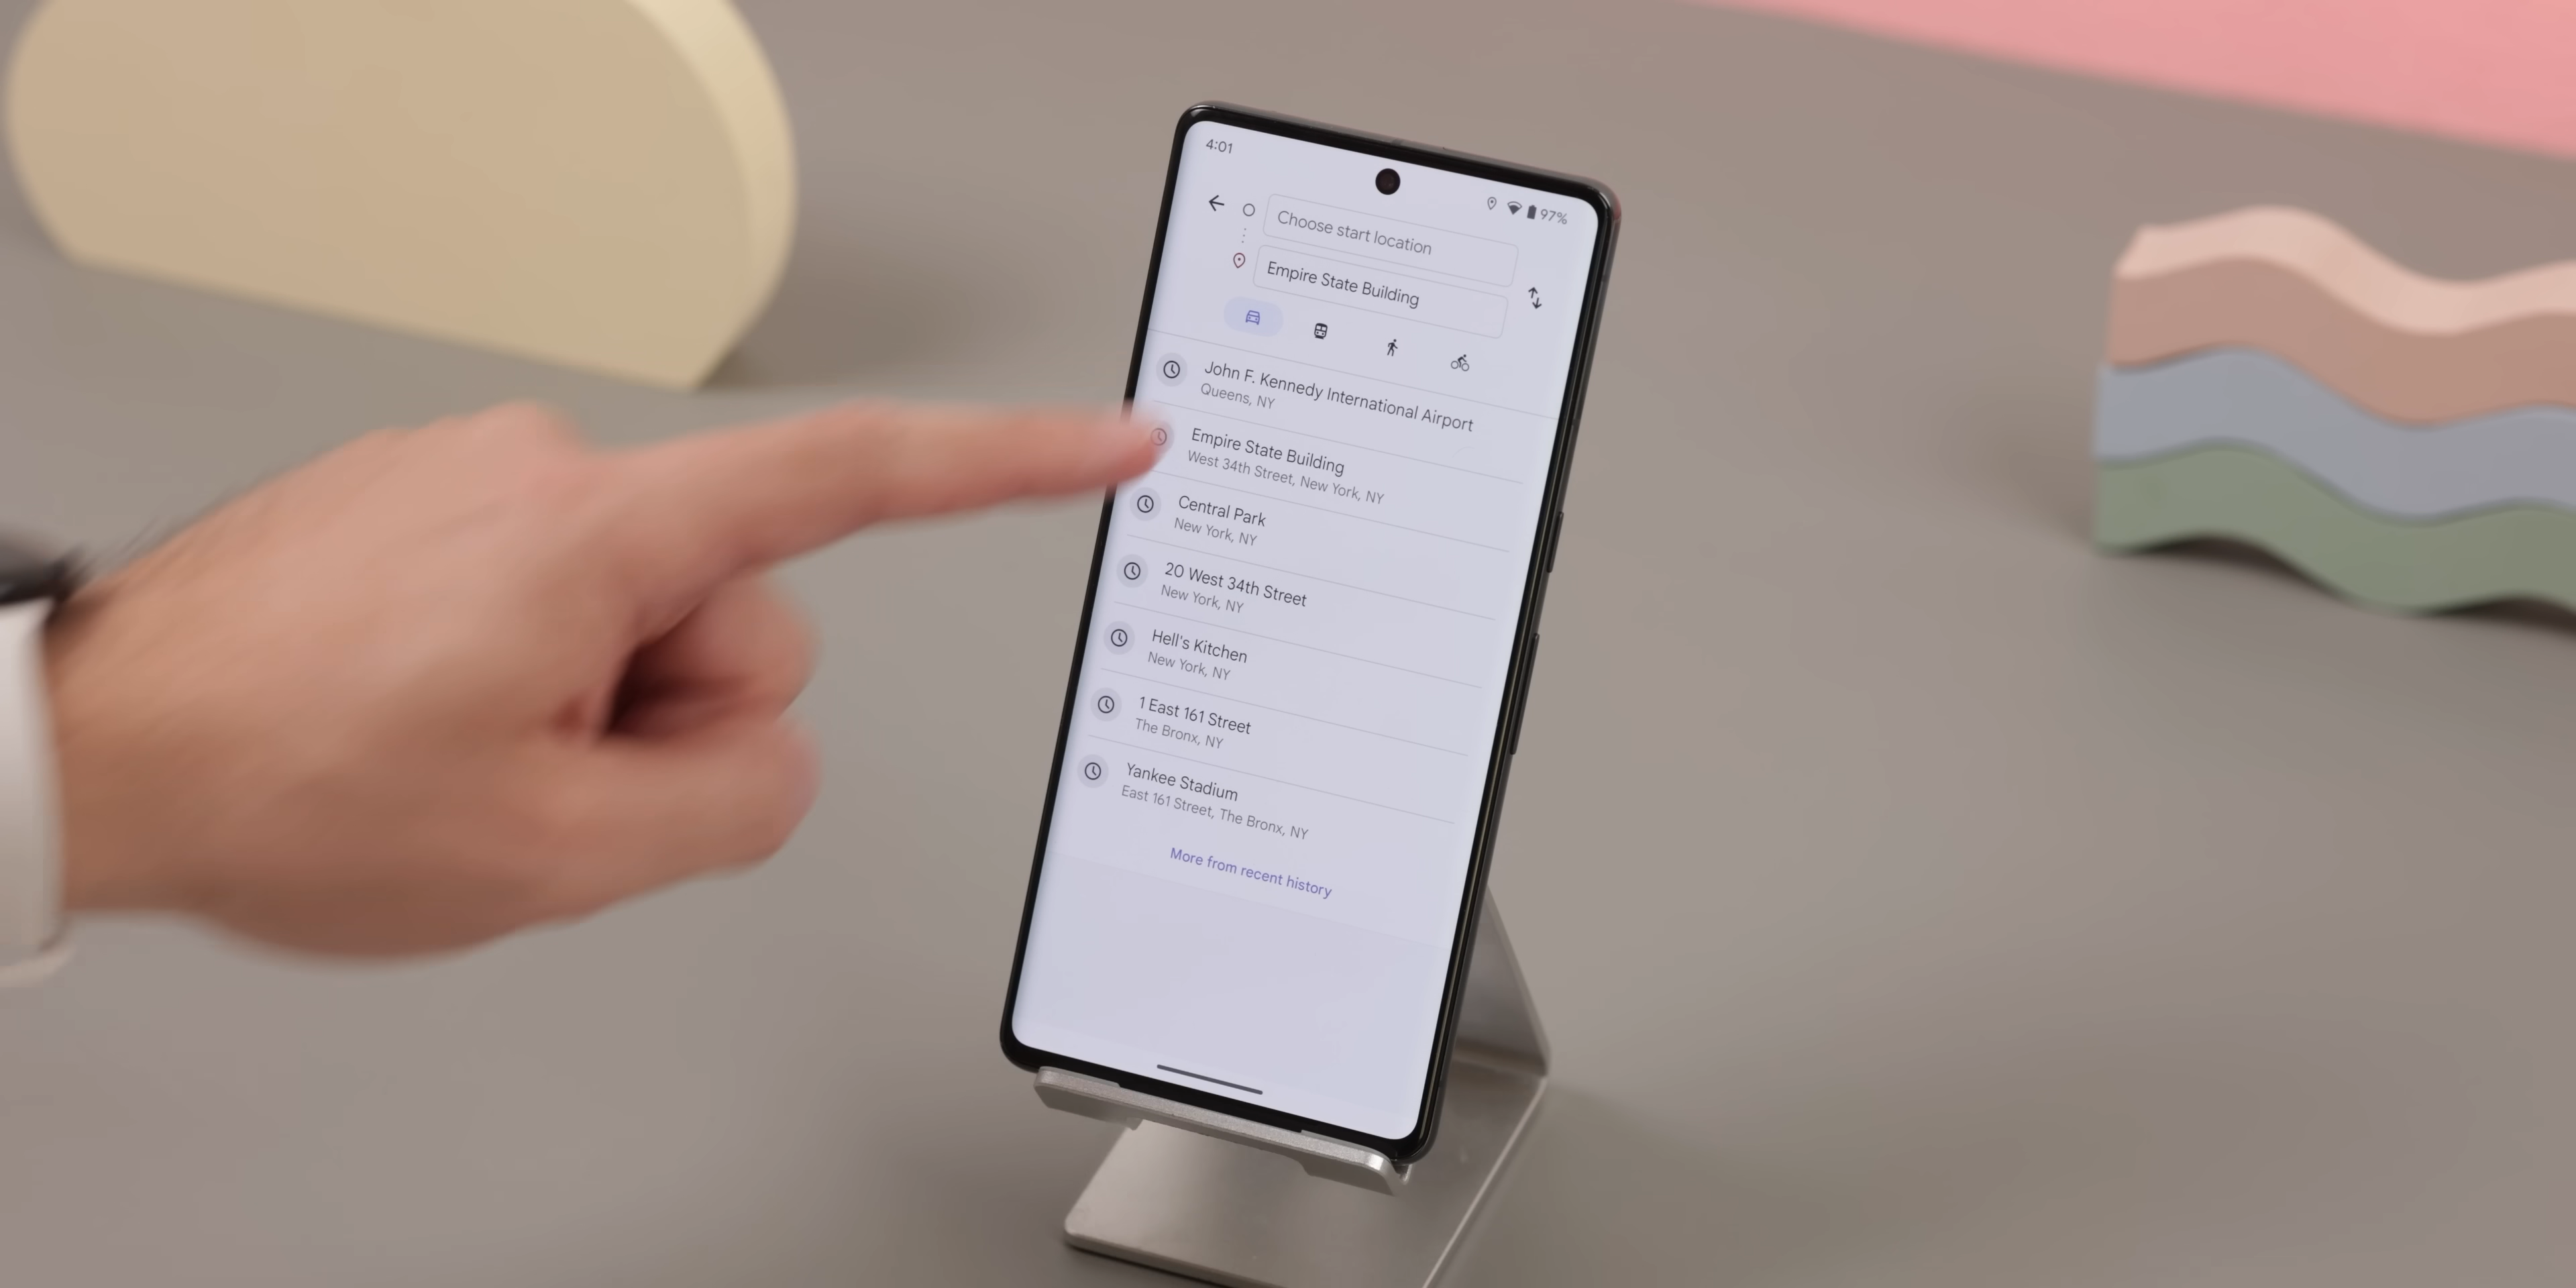 4:01
97%
Choose start location
Empire State Building
John F. Kennedy International Airport
Queens, NY
Empire State Building
West 34th Street, New York, NY
Central Park
New York, NY
20 West 34th Street
New York, NY
Hell's Kitchen
New York, NY
1 East 161 Street
The Bronx, NY
Yankee Stadium
East 161 Street, The Bronx, NY
More from recent history